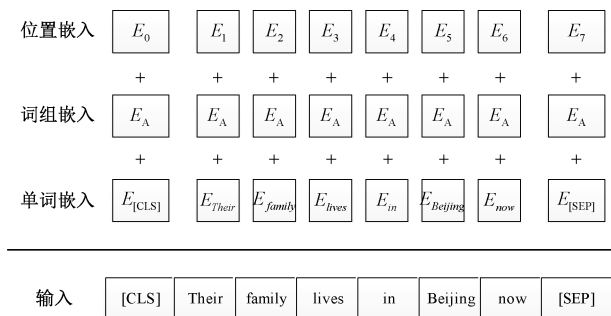 位置嵌入 E0 E1 E2 E3 E4 E5 E6 E7
+ + + + + + + +
词组嵌入 EA EA EA EA EA EA EA EA
+ + + + + + + +
单词嵌入 E[CLS] ETheir Efamily Elives Ein EBeijing Enow E[SEP]
输入 [CLS] Their family lives in Beijing now [SEP]